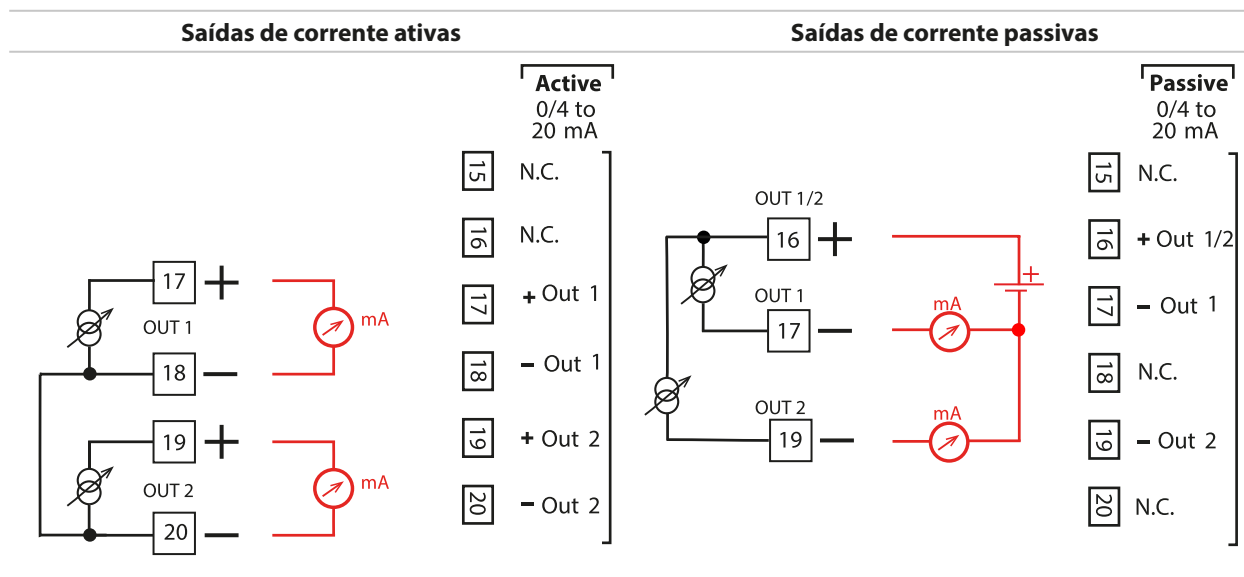 Saídas de corrente ativas
Active
0/4 to
20 mA
15 N.C.
16 N.C.
17 + Out 1
18 − Out 1
19 + Out 2
20 − Out 2
17 +
OUT 1
mA
18 −
19 +
OUT 2
mA
20 −
Saídas de corrente passivas
Passive
0/4 to
20 mA
15 N.C.
16 + Out 1/2
17 − Out 1
18 N.C.
19 − Out 2
20 N.C.
OUT 1/2
16 +
+
OUT 1
mA
17 −
OUT 2
mA
19 −